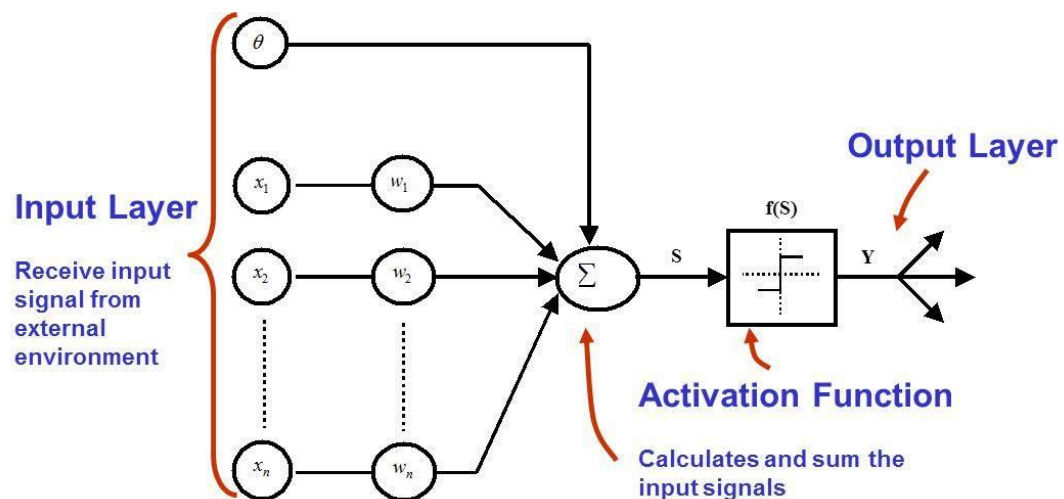 θ
Output Layer
x₁
w₁
f(S)
Input Layer
Receive input
signal from
external
environment
x₂
w₂
Σ
S
Y
Activation Function
Calculates and sum the
input signals
xₙ
wₙ